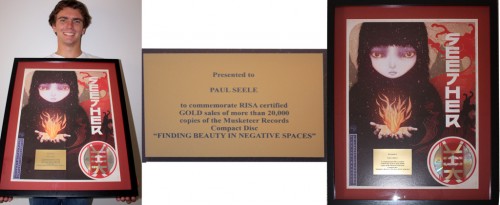 SEETHER
Presented to
PAUL SEELE
to commemorate RISA certified
GOLD sales of more than 20,000
copies of the Musketeer Records
Compact Disc
"FINDING BEAUTY IN NEGATIVE SPACES"
SEETHER